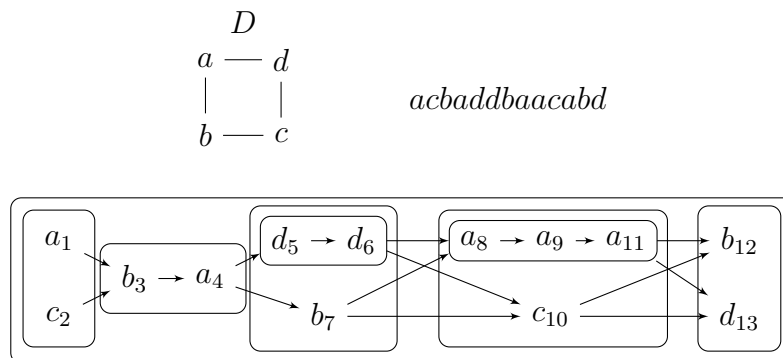 D
a d
b c
acbaddbaacabd
a₁ d₅ d₆ a₈ a₉ a₁₁ b₁₂
b₃ a₄
c₂ b₇ c₁₀ d₁₃